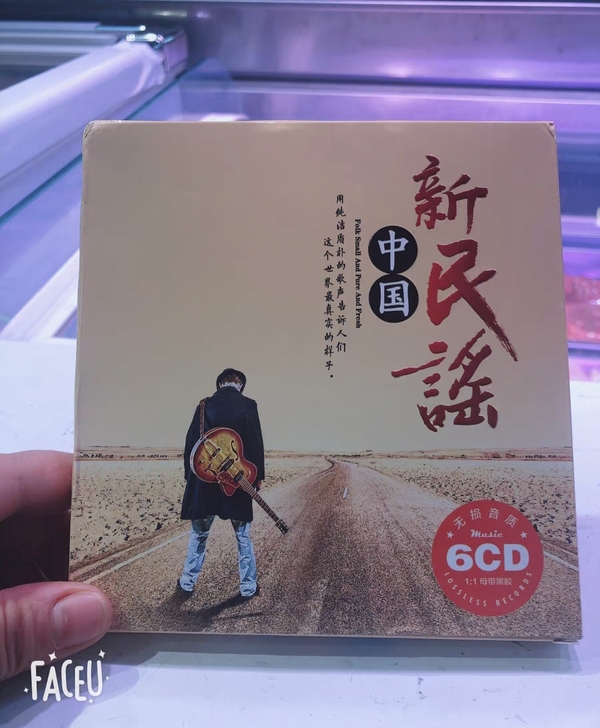 新民謡
中国
Folk Small And Pure And Fresh
用纯洁质朴的歌声告诉人们
这个世界最真实的样子。
无损音质
Music
6CD
1:1 母带黑胶
LOSSLESS RECORDS
FACEU